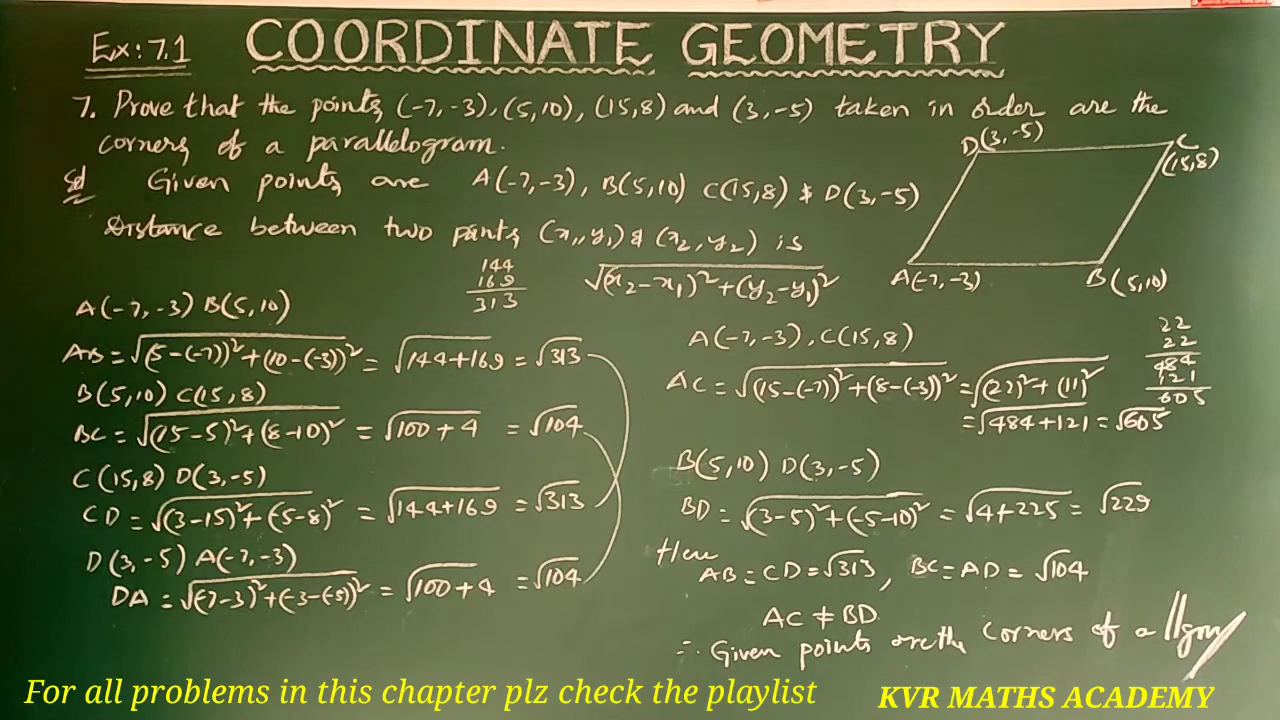 Ex: 7.1 COORDINATE GEOMETRY
7. Prove that the points (-7, -3), (5, 10), (15, 8) and (3, -5) taken in order are the
corners of a parallelogram.
Sol Given points are A(-7, -3), B(5, 10) C(15, 8) & D(3, -5)
Distance between two points (x₁, y₁) & (x₂, y₂) is
√(x₂-x₁)²+(y₂-y₁)²
144
169
313
D(3, -5)
C
(15, 8)
A(-7, -3)
B(5, 10)
A(-7, -3) B(5, 10)
AB = √(5-(-7))²+(10-(-3))² = √144+169 = √313
B(5, 10) C(15, 8)
BC = √(15-5)²+(8-10)² = √100+4 = √104
C(15, 8) D(3, -5)
CD = √(3-15)²+(-5-8)² = √144+169 = √313
D(3, -5) A(-7, -3)
DA = √(-7-3)²+(-3-(-5))² = √100+4 = √104
A(-7, -3), C(15, 8)
AC = √(15-(-7))²+(8-(-3))² = √(22)²+(11)²
= √484+121 = √605
22
22
484
121
605
B(5, 10) D(3, -5)
BD = √(3-5)²+(-5-10)² = √4+225 = √229
Here
AB = CD = √313, BC = AD = √104
AC ≠ BD
∴ Given points are the corners of a ||gm
For all problems in this chapter plz check the playlist
KVR MATHS ACADEMY